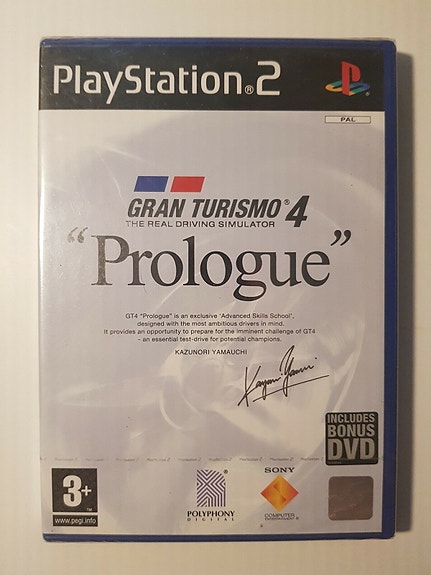 PlayStation®2
PAL
GRAN TURISMO®4
THE REAL DRIVING SIMULATOR
“Prologue”
GT4 "Prologue" is an exclusive 'Advanced Skills School',
designed with the most ambitious drivers in mind.
It provides an opportunity to prepare for the imminent challenge of GT4
- an essential test-drive for potential champions.
KAZUNORI YAMAUCHI
INCLUDES
BONUS
DVD
3+
www.pegi.info
POLYPHONY
DIGITAL
SONY
COMPUTER
ENTERTAINMENT®